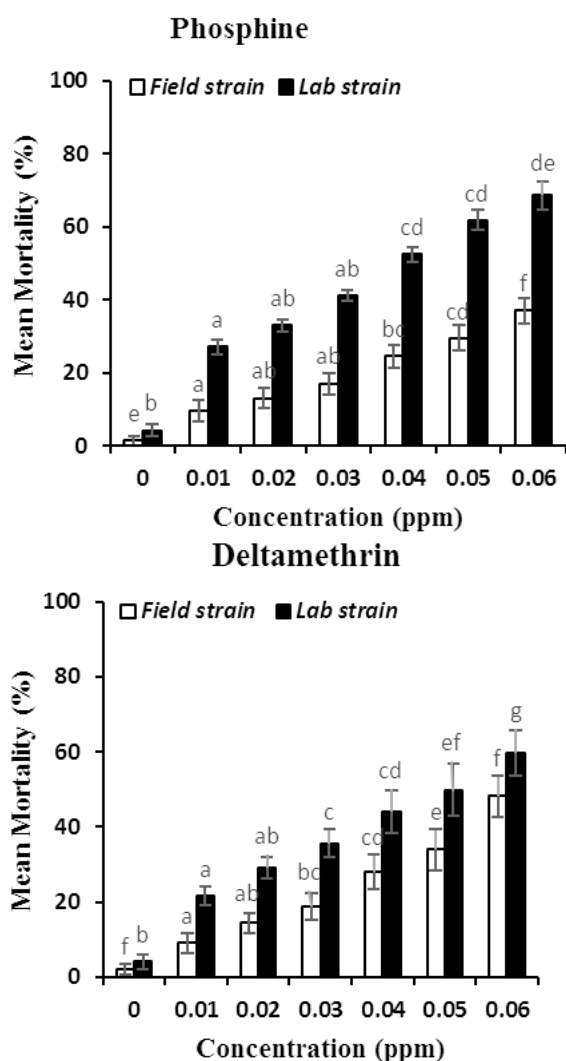 Phosphine
Mean Mortality (%)
100
80
60
40
20
0
Field strain Lab strain
e b
a a
ab ab
ab ab
bc cd
cd cd
f de
0 0.01 0.02 0.03 0.04 0.05 0.06
Concentration (ppm)
Deltamethrin
Mean Mortality (%)
100
80
60
40
20
0
Field strain Lab strain
f b
a a
ab ab
bc c
cd cd
e ef
f g
0 0.01 0.02 0.03 0.04 0.05 0.06
Concentration (ppm)